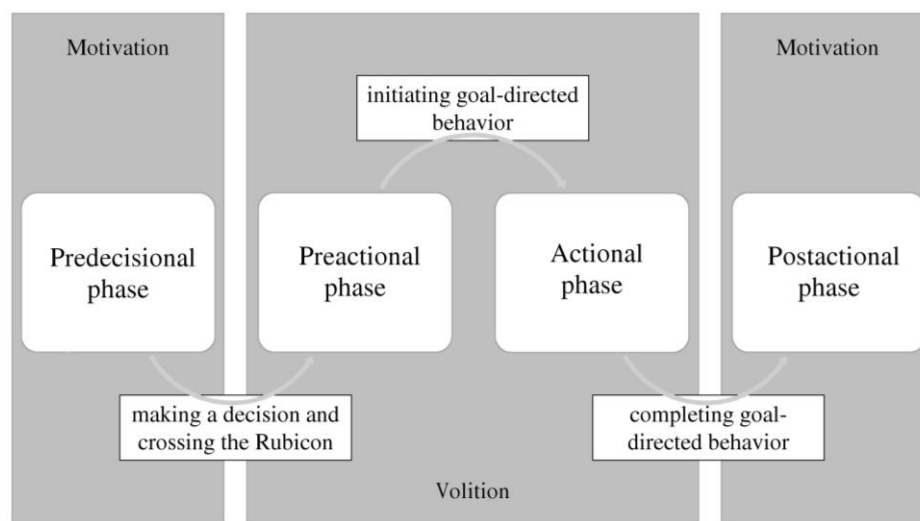 Motivation
Motivation
initiating goal-directed
behavior
Predecisional
phase
Preactional
phase
Actional
phase
Postactional
phase
making a decision and
crossing the Rubicon
completing goal-
directed behavior
Volition